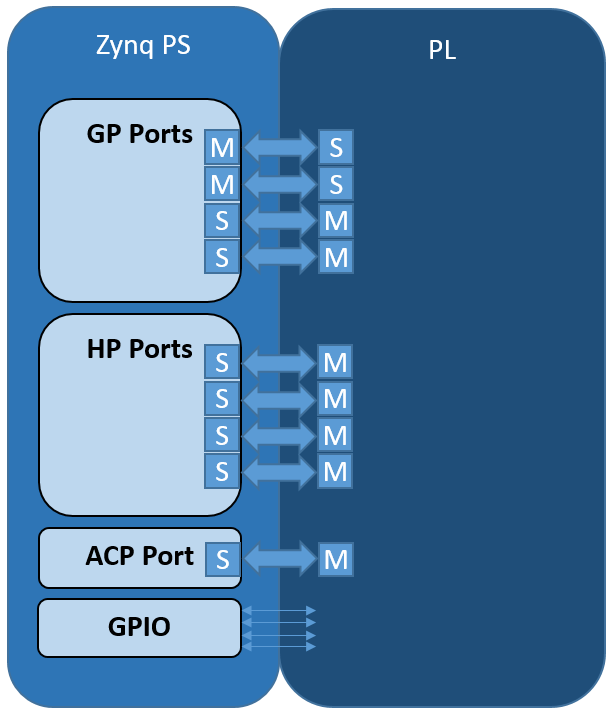 Zynq PS
PL
GP Ports
M S
M S
S M
S M
HP Ports
S M
S M
S M
S M
ACP Port S M
GPIO